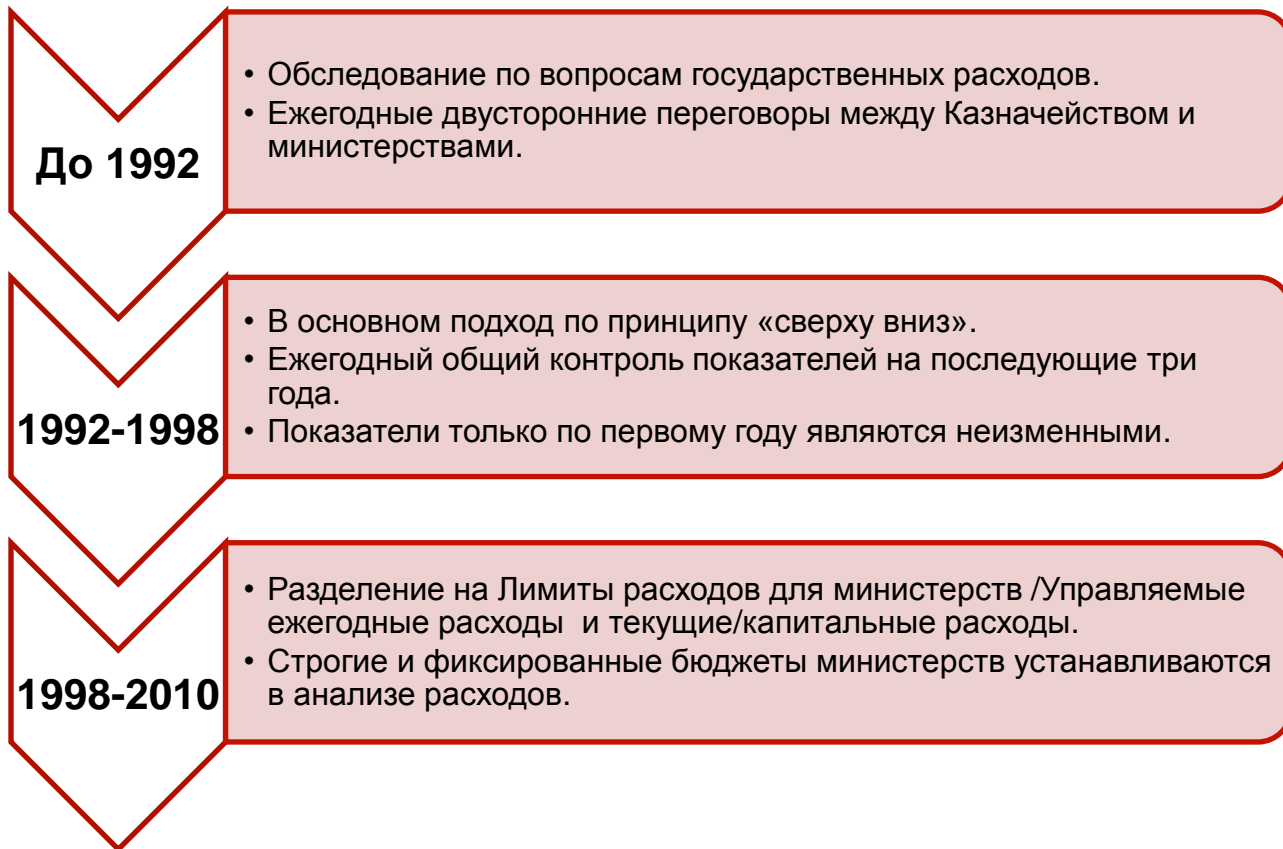 До 1992
• Обследование по вопросам государственных расходов.
• Ежегодные двусторонние переговоры между Казначейством и
министерствами.
1992-1998
• В основном подход по принципу «сверху вниз».
• Ежегодный общий контроль показателей на последующие три
года.
• Показатели только по первому году являются неизменными.
1998-2010
• Разделение на Лимиты расходов для министерств /Управляемые
ежегодные расходы  и текущие/капитальные расходы.
• Строгие и фиксированные бюджеты министерств устанавливаются
в анализе расходов.